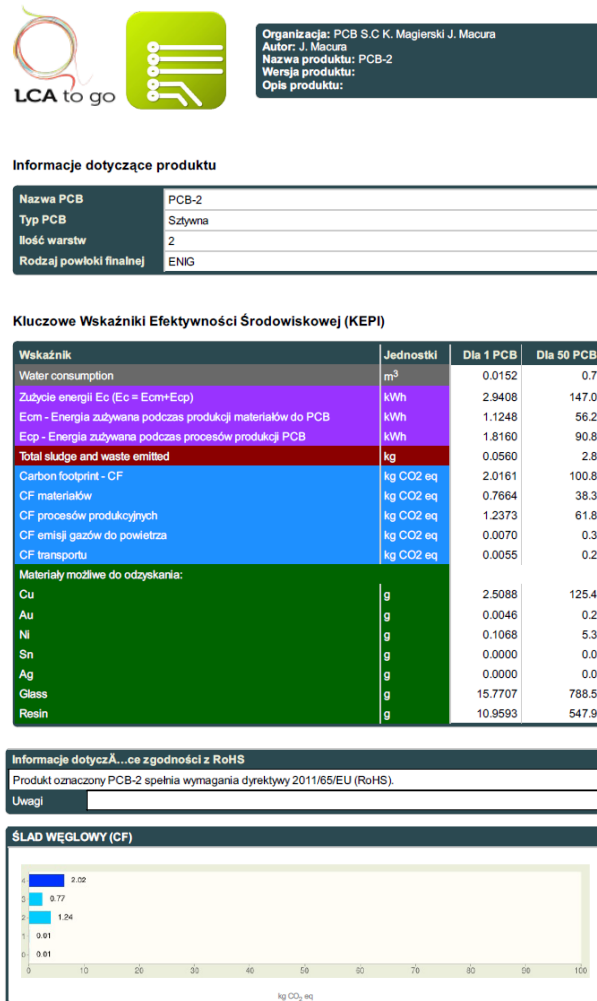 LCA to go
Organizacja: PCB S.C K. Magierski J. Macura
Autor: J. Macura
Nazwa produktu: PCB-2
Wersja produktu:
Opis produktu:
Informacje dotyczące produktu
Nazwa PCB PCB-2
Typ PCB Sztywna
Ilość warstw 2
Rodzaj powłoki finalnej ENIG
Kluczowe Wskaźniki Efektywności Środowiskowej (KEPI)
Wskaźnik Jednostki Dla 1 PCB Dla 50 PCB
Water consumption m³ 0.0152 0.7
Zużycie energii Ec (Ec = Ecm+Ecp) kWh 2.9408 147.0
Ecm - Energia zużywana podczas produkcji materiałów do PCB kWh 1.1248 56.2
Ecp - Energia zużywana podczas procesów produkcji PCB kWh 1.8160 90.8
Total sludge and waste emitted kg 0.0560 2.8
Carbon footprint - CF kg CO2 eq 2.0161 100.8
CF materiałów kg CO2 eq 0.7664 38.3
CF procesów produkcyjnych kg CO2 eq 1.2373 61.8
CF emisji gazów do powietrza kg CO2 eq 0.0070 0.3
CF transportu kg CO2 eq 0.0055 0.2
Materiały możliwe do odzyskania:
Cu g 2.5088 125.4
Au g 0.0046 0.2
Ni g 0.1068 5.3
Sn g 0.0000 0.0
Ag g 0.0000 0.0
Glass g 15.7707 788.5
Resin g 10.9593 547.9
Informacje dotyczÄ…ce zgodności z RoHS
Produkt oznaczony PCB-2 spełnia wymagania dyrektywy 2011/65/EU (RoHS).
Uwagi
ŚLAD WĘGLOWY (CF)
4 2.02
3 0.77
2 1.24
1 0.01
0 0.01
0 10 20 30 40 50 60 70 80 90 100
kg CO₂ eq